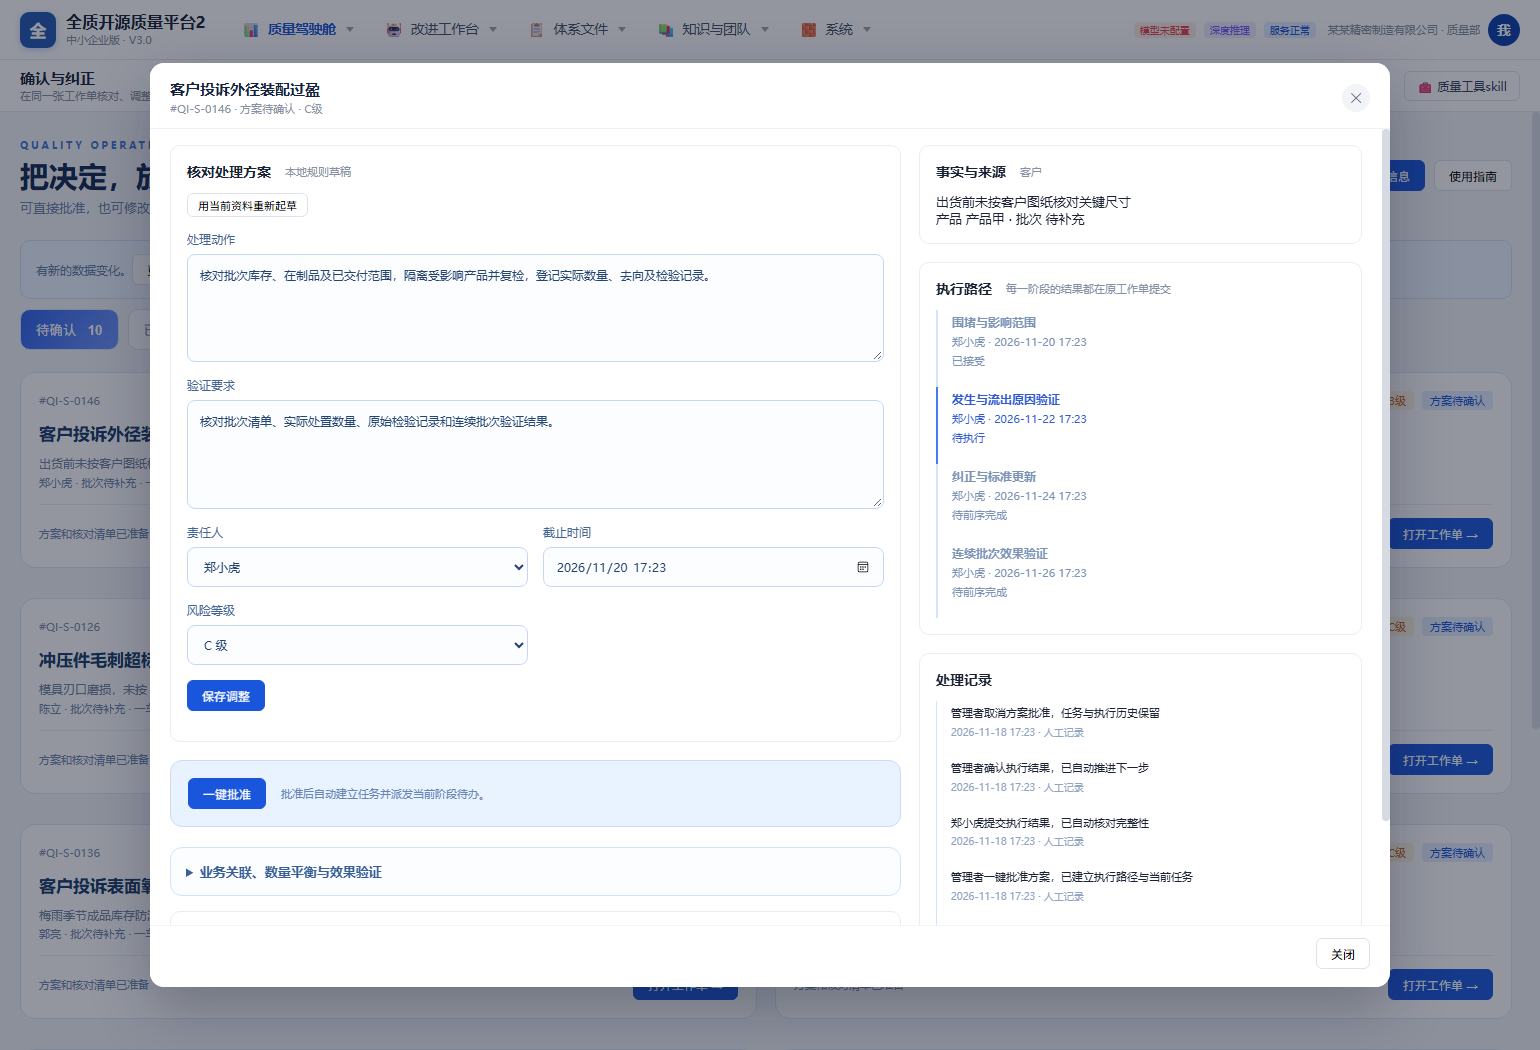 全质开源质量平台2
中小企业版 · V3.0
质量驾驶舱
改进工作台
体系文件
知识与团队
系统
模型未配置
深度推理
服务正常
某某精密制造有限公司 · 质量部
我
确认与纠正
在同一张工作单核对、调整
质量工具skill
QUALITY OPERATI
把决定，
可直接批准，也可修改
信息
使用指南
有新的数据变化。
待确认 10
#QI-S-0146
客户投诉外径装
出货前未按客户图纸
郑小虎 · 批次待补充 ·
方案和核对清单已准备
B级
方案待确认
打开工作单 →
#QI-S-0126
冲压件毛刺超标
模具刃口磨损，未按
陈立 · 批次待补充 ·
方案和核对清单已准备
C级
方案待确认
打开工作单 →
#QI-S-0136
客户投诉表面氧
梅雨季节成品库存防
郭亮 · 批次待补充 ·
方案和核对清单已准备
C级
方案待确认
打开工作单 →
客户投诉外径装配过盈
#QI-S-0146 · 方案待确认 · C级
核对处理方案 本地规则草稿
用当前资料重新起草
处理动作
核对批次库存、在制品及已交付范围，隔离受影响产品并复检，登记实际数量、去向及检验记录。
验证要求
核对批次清单、实际处置数量、原始检验记录和连续批次验证结果。
责任人
郑小虎
截止时间
2026/11/20 17:23
风险等级
C 级
保存调整
一键批准
批准后自动建立任务并派发当前阶段待办。
业务关联、数量平衡与效果验证
事实与来源 客户
出货前未按客户图纸核对关键尺寸
产品 产品甲 · 批次 待补充
执行路径 每一阶段的结果都在原工作单提交
围堵与影响范围
郑小虎 · 2026-11-20 17:23
已接受
发生与流出原因验证
郑小虎 · 2026-11-22 17:23
待执行
纠正与标准更新
郑小虎 · 2026-11-24 17:23
待前序完成
连续批次效果验证
郑小虎 · 2026-11-26 17:23
待前序完成
处理记录
管理者取消方案批准，任务与执行历史保留
2026-11-18 17:23 · 人工记录
管理者确认执行结果，已自动推进下一步
2026-11-18 17:23 · 人工记录
郑小虎提交执行结果，已自动核对完整性
2026-11-18 17:23 · 人工记录
管理者一键批准方案，已建立执行路径与当前任务
2026-11-18 17:23 · 人工记录
关闭